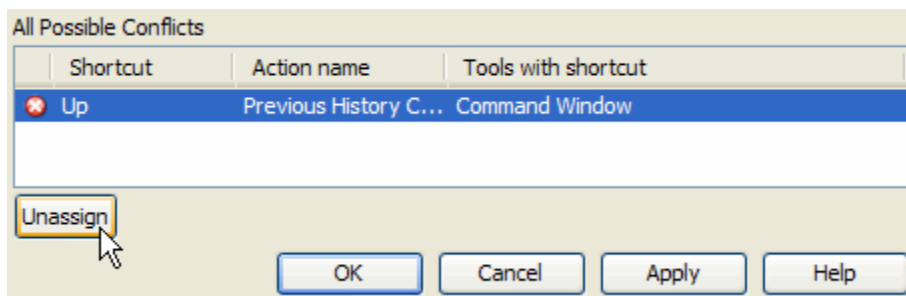 All Possible Conflicts
Shortcut Action name Tools with shortcut
Up Previous History C... Command Window
Unassign
OK Cancel Apply Help